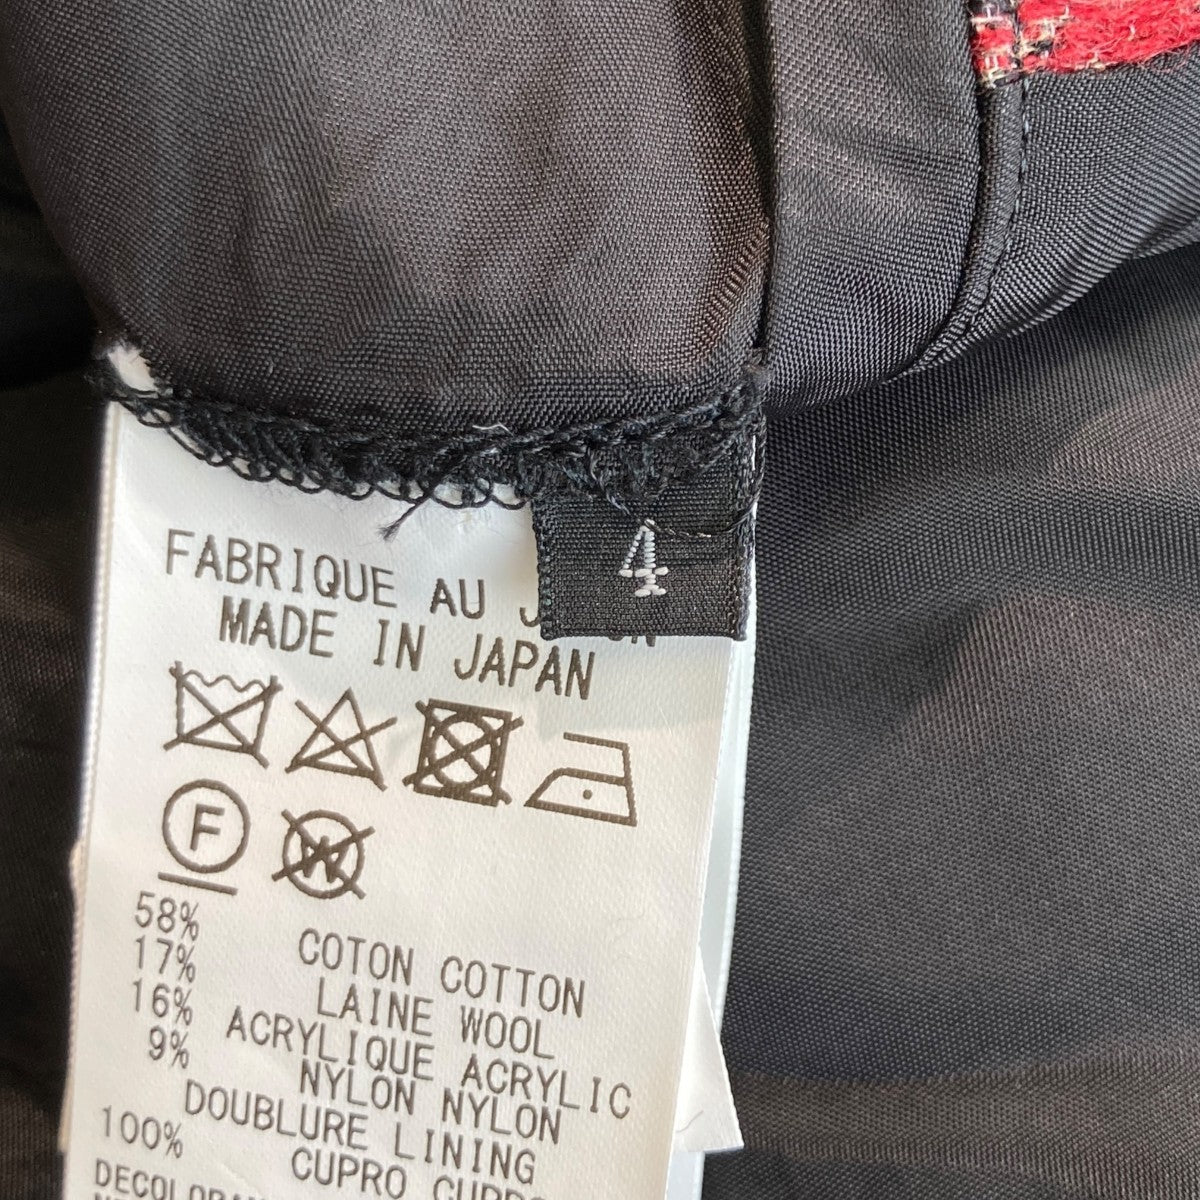 4
FABRIQUE AU
MADE IN JAPAN
F
W
58% COTON COTTON
17% LAINE WOOL
16% ACRYLIQUE ACRYLIC
9% NYLON NYLON
DOUBLURE LINING
100% CUPRO